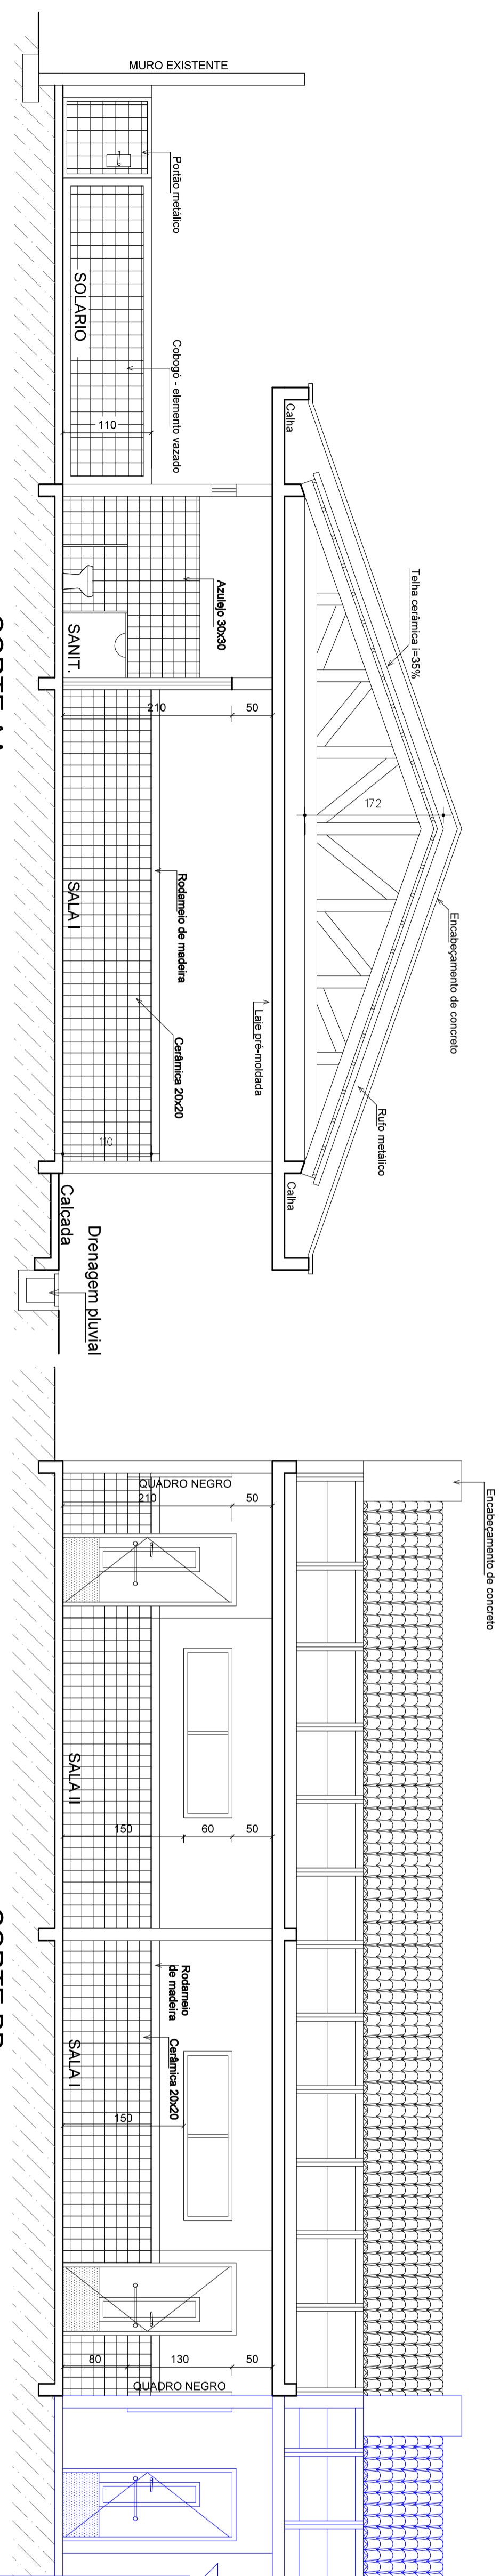 MURO EXISTENTE
Portão metálico
SOLARIO
Cobogó - elemento vazado
110
Calha
Telha cerâmica i=35%
Azulejo 30x30
SANIT.
210
50
172
Encabeçamento de concreto
Rodameio de madeira
SALA I
Laje pré-moldada
Cerâmica 20x20
Rufo metálico
110
Calha
Calçada
Drenagem pluvial
Encabeçamento de concreto
QUADRO NEGRO
210
50
SALA II
150
60
50
Rodameio
de madeira
Cerâmica 20x20
SALA I
150
80
130
50
QUADRO NEGRO